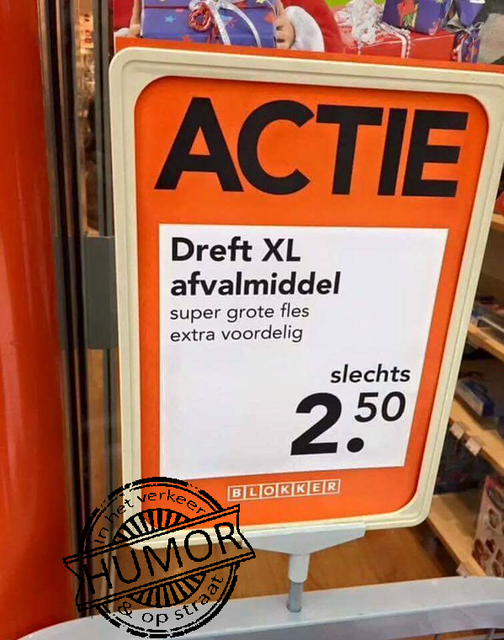 ACTIE
Dreft XL
afvalmiddel
super grote fles
extra voordelig
slechts
2.50
BLOKKER
in het verkeer
HUMOR
& op straat